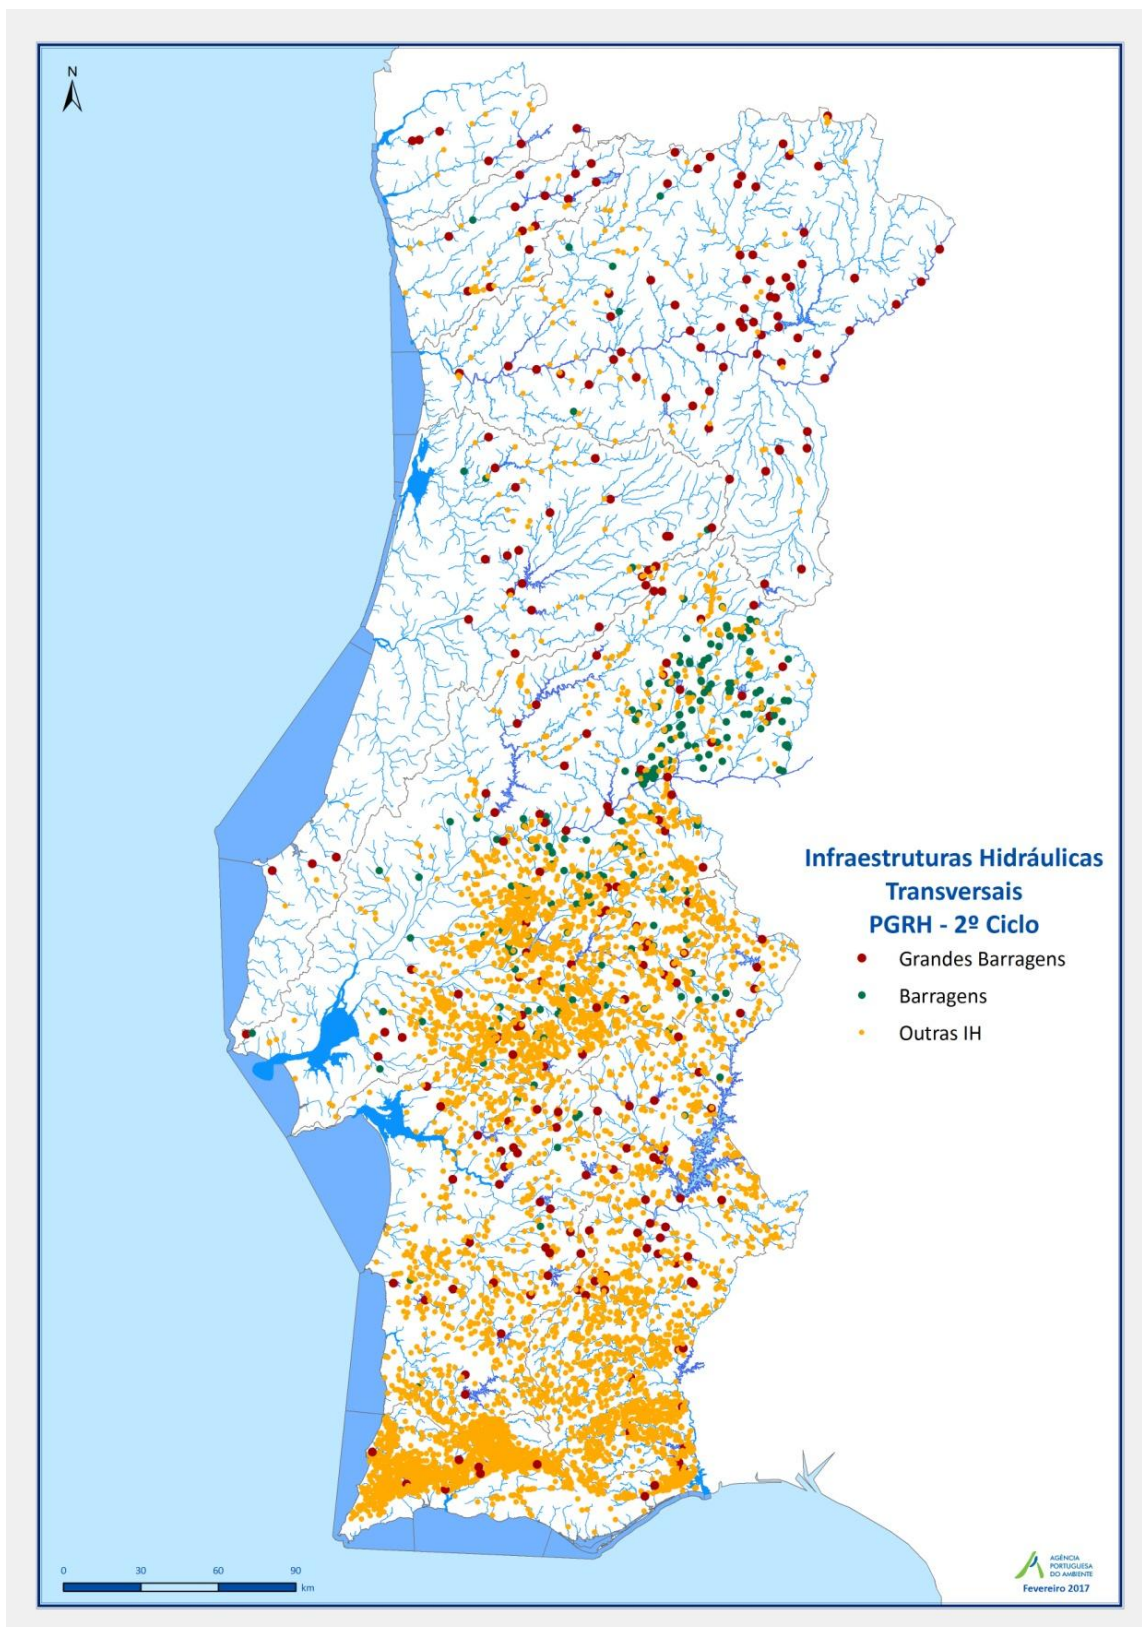 N
Infraestruturas Hidráulicas
Transversais
PGRH - 2º Ciclo
Grandes Barragens
Barragens
Outras IH
0 30 60 90
km
AGÊNCIA
PORTUGUESA
DO AMBIENTE
Fevereiro 2017